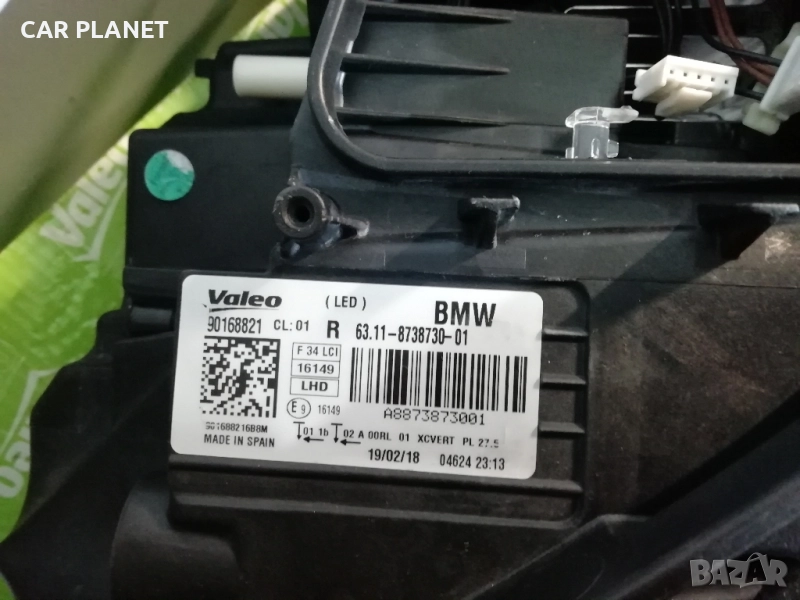 CAR PLANET
Valeo
Valeo (LED) BMW
90168821 CL:01 R 63.11-8738730-01
F 34 LCI
16149
LHD
E9 16149
A8873873001
901688216B8M
MADE IN SPAIN
01 1b 02 A 00RL 01 XCVERT PL 27.5
19/02/18 04624 23:13
BAZAR